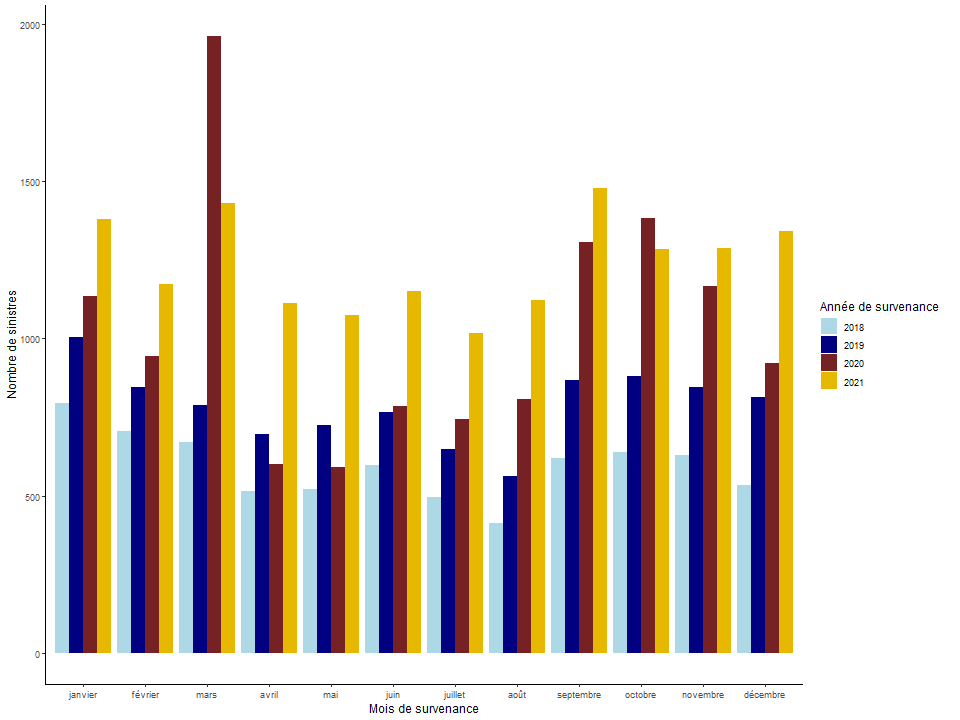 2000
1500
1000
500
0
Nombre de sinistres
janvier février mars avril mai juin juillet août septembre octobre novembre décembre
Mois de survenance
Année de survenance
2018
2019
2020
2021